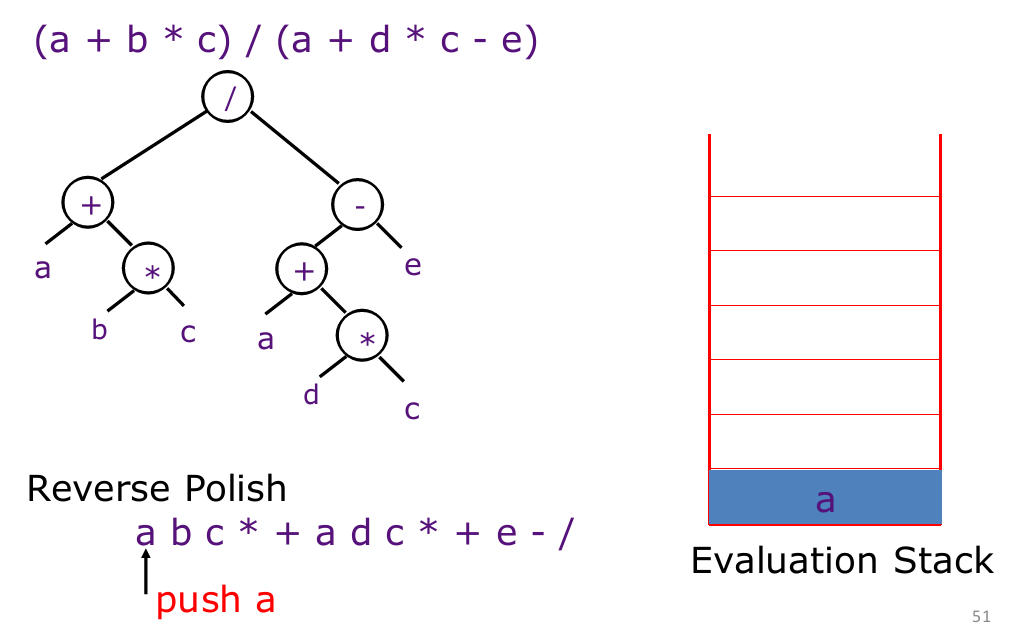 (a + b * c) / (a + d * c - e)
/
+
-
a
*
+
e
b
c
a
*
d
c
a
Reverse Polish
a b c * + a d c * + e - /
push a
Evaluation Stack
51